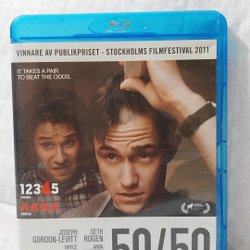 VINNARE AV PUBLIKPRISET - STOCKHOLMS FILMFESTIVAL 2011
IT TAKES A PAIR
TO BEAT THE ODDS.
12345
JOSEPH
GORDON-LEVITT
SETH
ROGEN
50/50